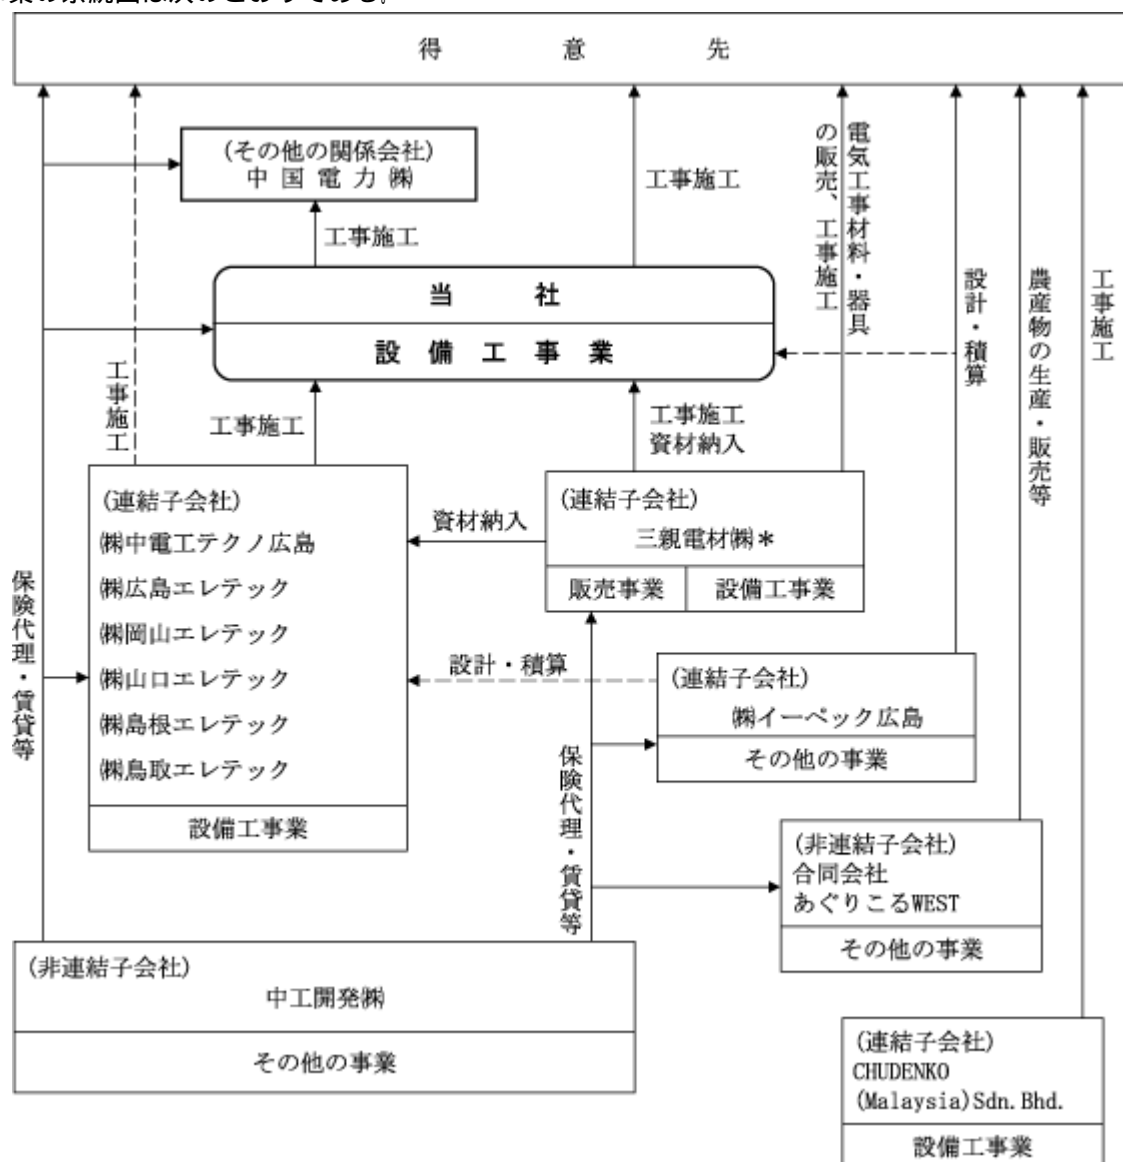 業の系統図は次のとおりである。
得意先
(その他の関係会社)
中国電力㈱
工事施工
工事施工
電気工事材料・器具
の販売、工事施工
設計・積算
農産物の生産・販売等
工事施工
当社
設備工事業
工事施工
工事施工
工事施工
資材納入
(連結子会社)
㈱中電工テクノ広島
㈱広島エレテック
㈱岡山エレテック
㈱山口エレテック
㈱島根エレテック
㈱鳥取エレテック
設備工事業
資材納入
(連結子会社)
三親電材㈱*
販売事業
設備工事業
保険代理・賃貸等
設計・積算
(連結子会社)
㈱イーペック広島
その他の事業
保険代理・賃貸等
(非連結子会社)
合同会社
あぐりこるWEST
その他の事業
(非連結子会社)
中工開発㈱
その他の事業
(連結子会社)
CHUDENKO
(Malaysia)Sdn.Bhd.
設備工事業